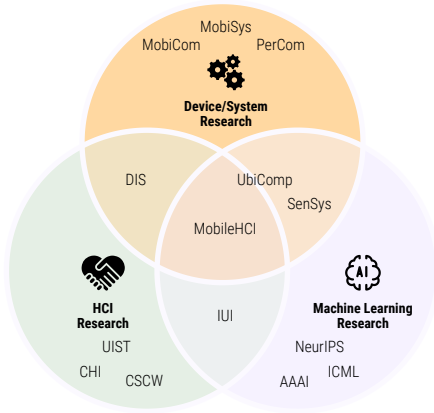 MobiSys
MobiCom
PerCom
Device/System
Research
DIS
UbiComp
SenSys
MobileHCI
AI
HCI
Research
Machine Learning
Research
IUI
UIST
NeurIPS
CHI
CSCW
AAAI
ICML